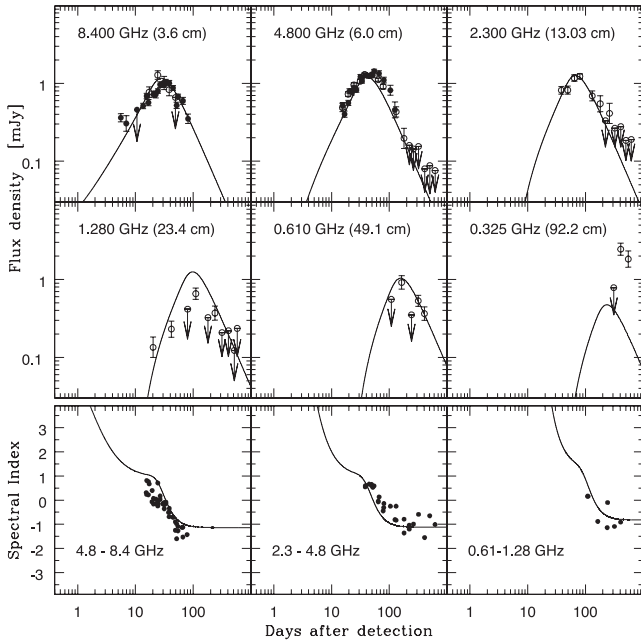 8.400 GHz (3.6 cm)
4.800 GHz (6.0 cm)
2.300 GHz (13.03 cm)
1
0.1
Flux density [mJy]
1.280 GHz (23.4 cm)
0.610 GHz (49.1 cm)
0.325 GHz (92.2 cm)
1
0.1
Spectral Index
3
2
1
0
-1
-2
-3
4.8 - 8.4 GHz
2.3 - 4.8 GHz
0.61-1.28 GHz
1 10 100 1 10 100 1 10 100
Days after detection